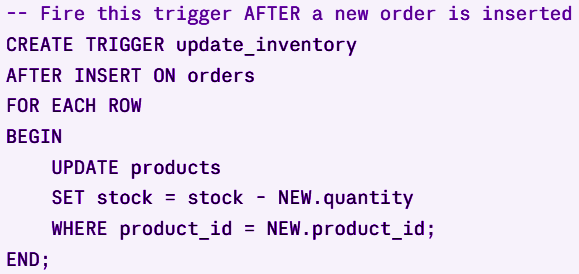 -- Fire this trigger AFTER a new order is inserted
CREATE TRIGGER update_inventory
AFTER INSERT ON orders
FOR EACH ROW
BEGIN
    UPDATE products
    SET stock = stock - NEW.quantity
    WHERE product_id = NEW.product_id;
END;